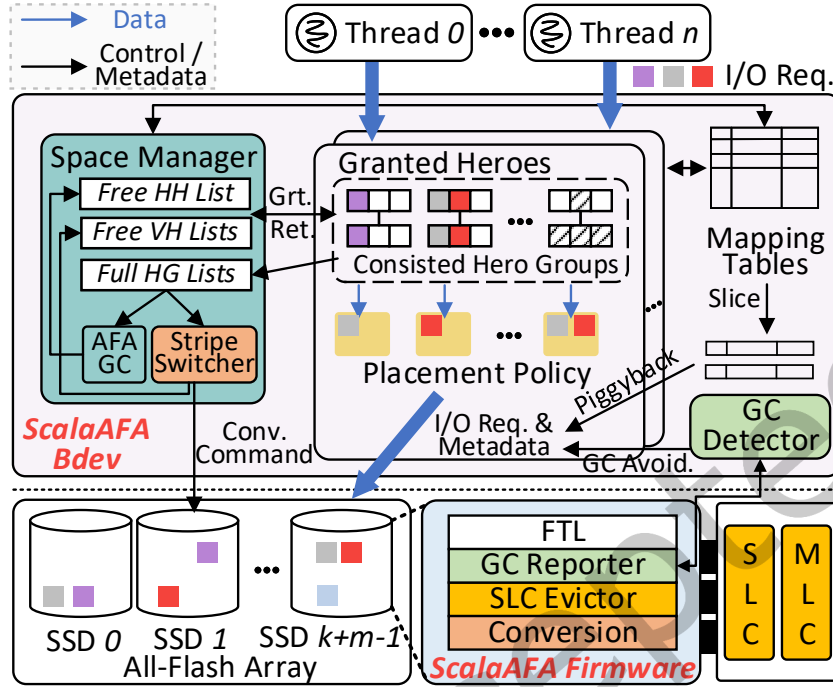 Data
Control /
Metadata
Thread 0
Thread n
I/O Req.
Space Manager
Free HH List
Free VH Lists
Full HG Lists
AFA
GC
Stripe
Switcher
Grt.
Ret.
Granted Heroes
Consisted Hero Groups
Placement Policy
Mapping
Tables
Slice
Piggyback
I/O Req. &
Metadata
GC Avoid.
GC
Detector
ScalaAFA
Bdev
Conv.
Command
SSD 0
SSD 1
SSD k+m-1
All-Flash Array
FTL
GC Reporter
SLC Evictor
Conversion
ScalaAFA Firmware
SLC
MLC